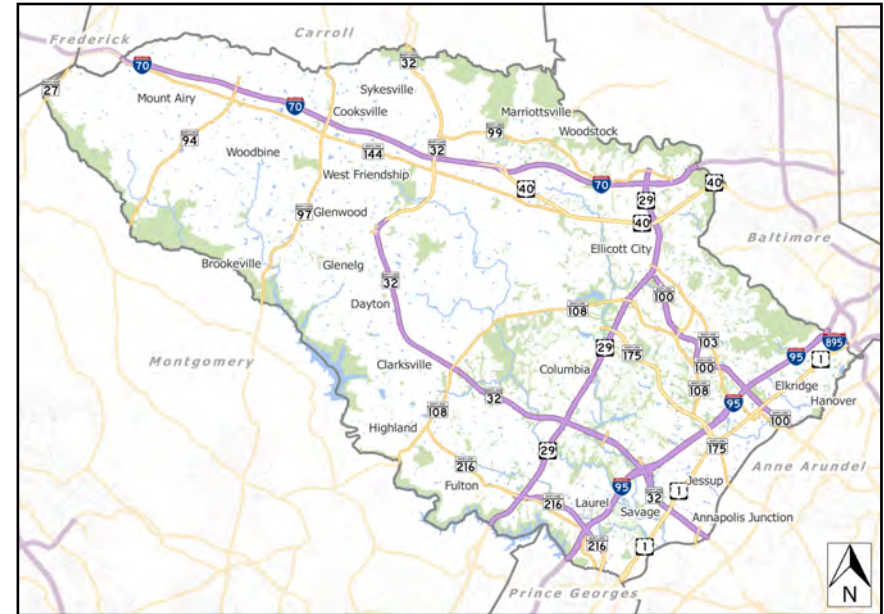 Carroll
Frederick
32
70
27
Sykesville
Mount Airy
70
Cooksville
Marriottsville
99
Woodstock
94
32
Woodbine
144
West Friendship
40
70
40
29
97
Glenwood
40
Baltimore
Ellicott City
Brookeville
Glenelg
32
100
Dayton
108
103
895
29
175
95
1
Montgomery
Clarksville
Columbia
100
Elkridge
32
108
95
Hanover
108
100
Highland
29
175
216
Anne Arundel
Fulton
95
Jessup
32
1
Laurel
216
Savage
Annapolis Junction
216
1
Prince Georges
N